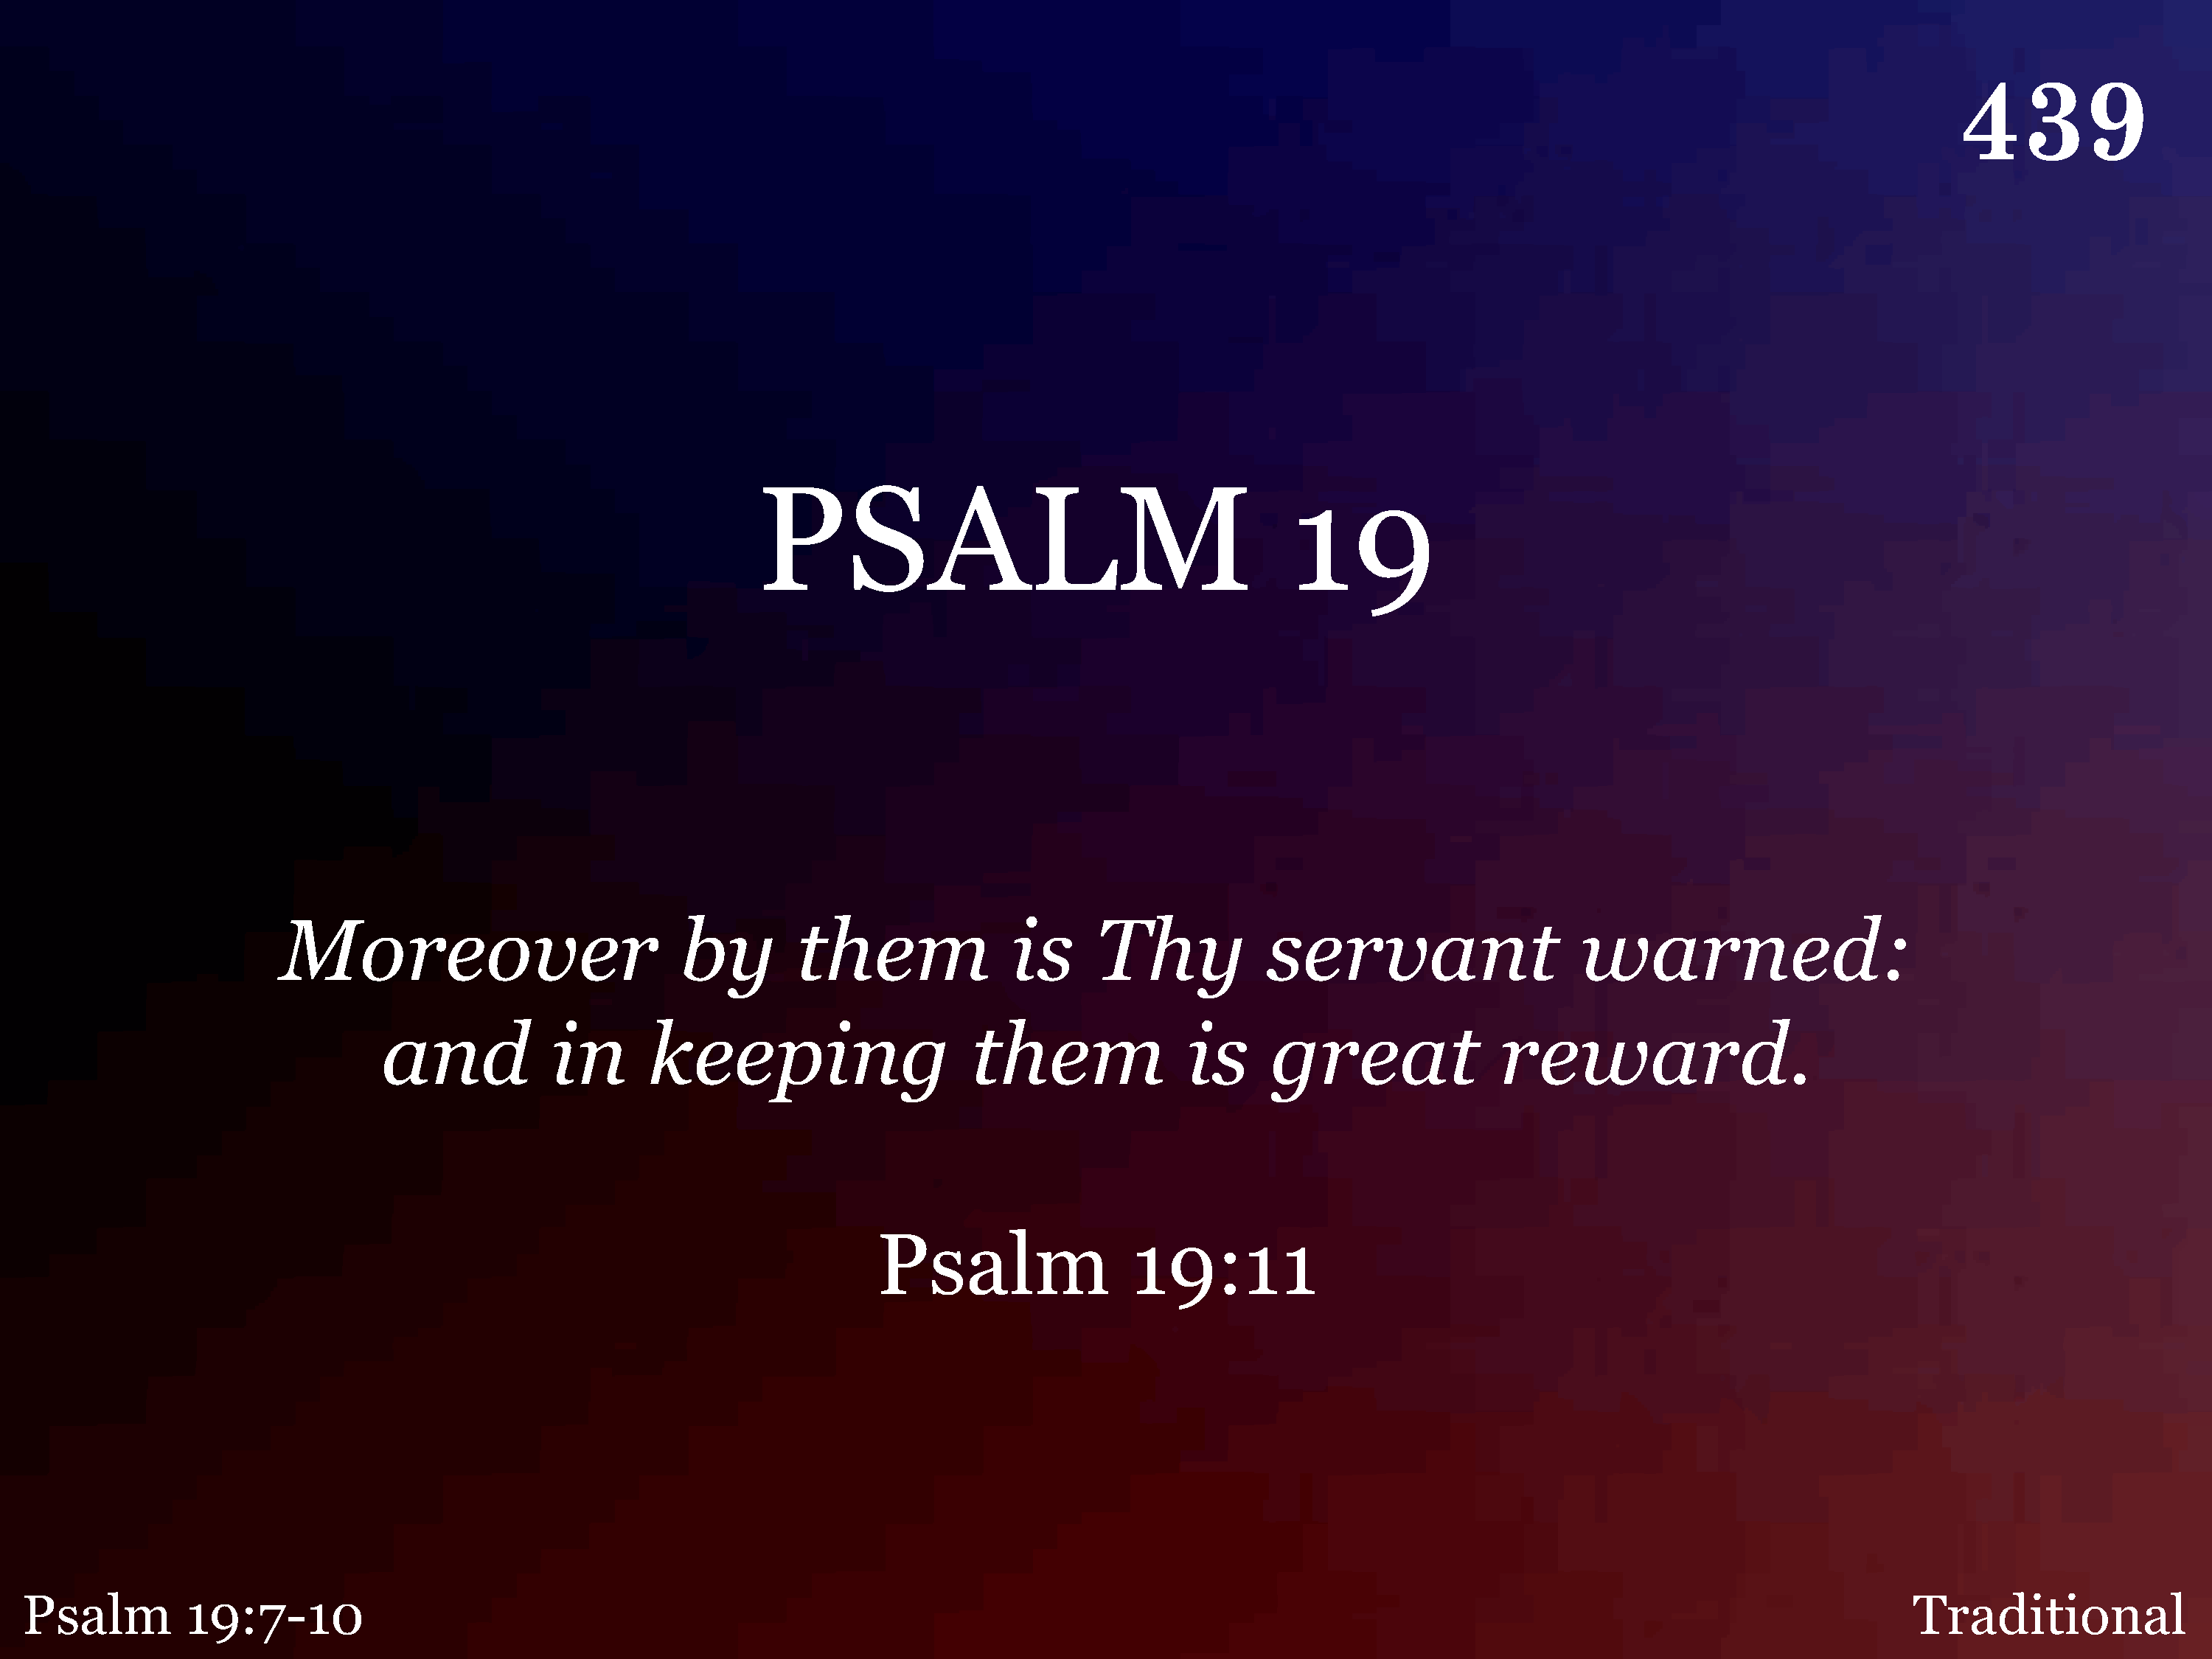 439
PSALM 19
Moreover by them is Thy servant warned:
and in keeping them is great reward.
Psalm 19:11
Psalm 19:7-10
Traditional